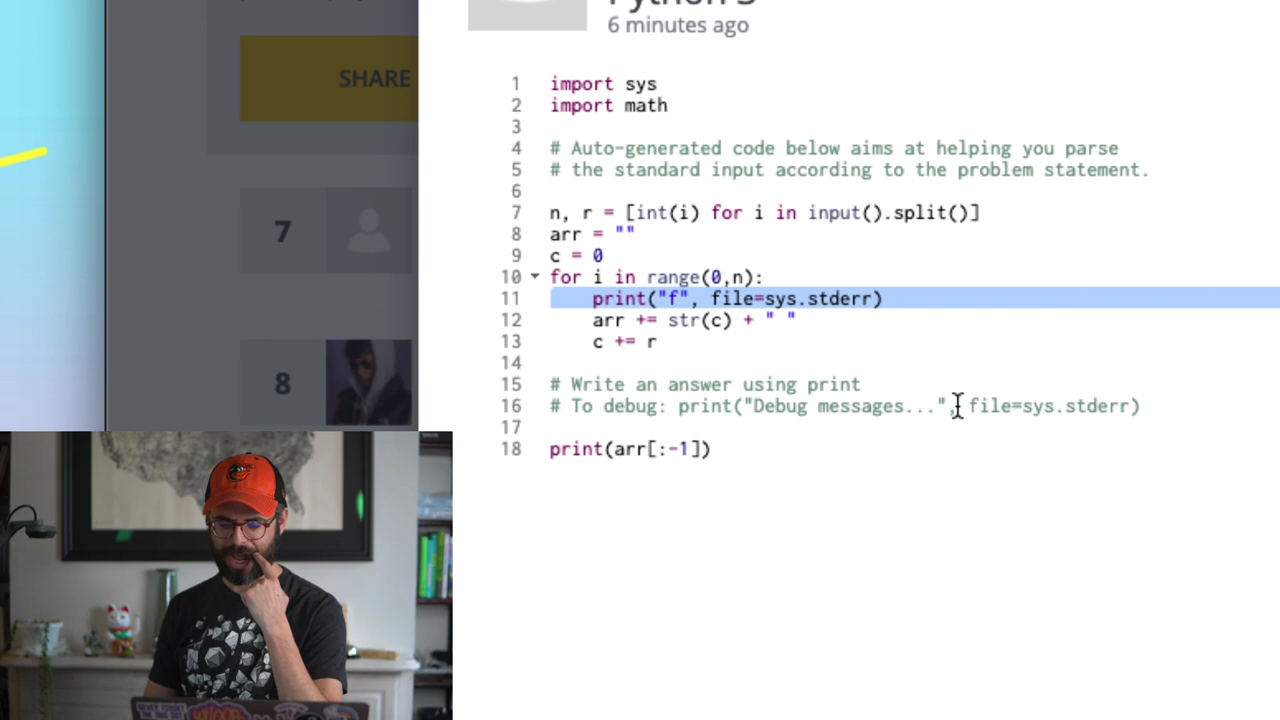 Python 3
6 minutes ago
SHARE
7
8
1 import sys
2 import math
3
4 # Auto-generated code below aims at helping you parse
5 # the standard input according to the problem statement.
6
7 n, r = [int(i) for i in input().split()]
8 arr = ""
9 c = 0
10 for i in range(0,n):
11 print("f", file=sys.stderr)
12 arr += str(c) + " "
13 c += r
14
15 # Write an answer using print
16 # To debug: print("Debug messages...", file=sys.stderr)
17
18 print(arr[:-1])
NEVER FORGET